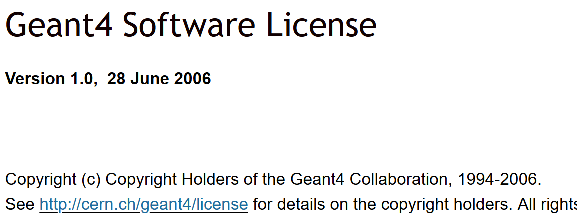 Geant4 Software License
Version 1.0, 28 June 2006
Copyright (c) Copyright Holders of the Geant4 Collaboration, 1994-2006.
See http://cern.ch/geant4/license for details on the copyright holders. All rights